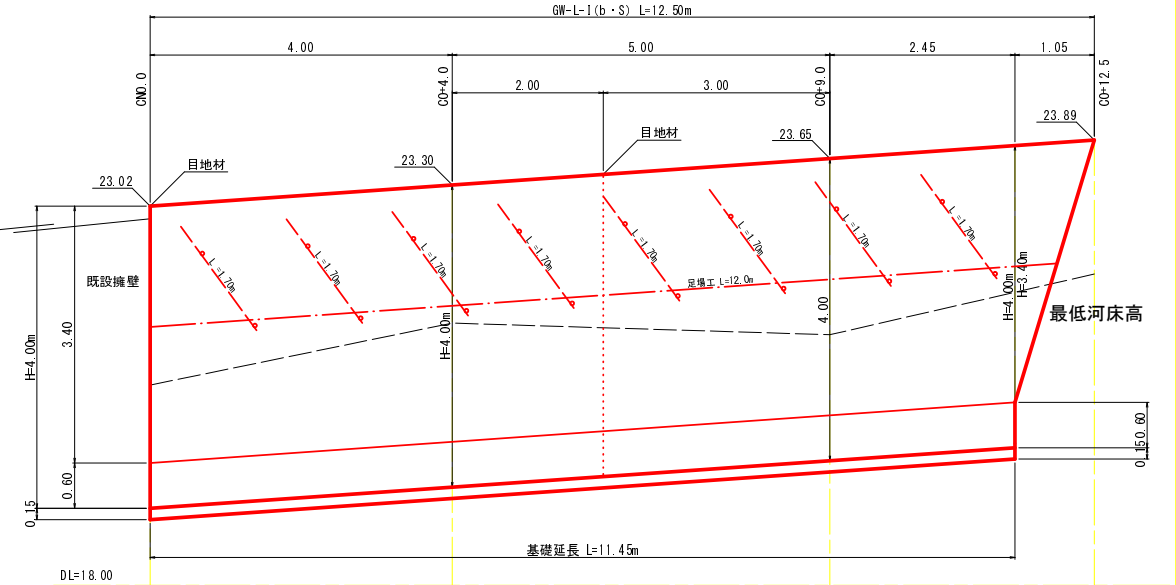 GW-L-I(b・S) L=12.50m
4.00
5.00
2.45
1.05
CN0.0
C0+4.0
2.00
3.00
C0+9.0
C0+12.5
23.02
目地材
23.30
目地材
23.65
23.89
L=1.70m
L=1.70m
L=1.70m
L=1.70m
L=1.70m
L=1.70m
L=1.70m
L=1.70m
既設擁壁
足場工 L=12.0m
H=4.00m
3.40
H=4.00m
4.00
H=4.00m
H=3.40m
最低河床高
0.60
0.15
0.60
0.15
基礎延長 L=11.45m
DL=18.00